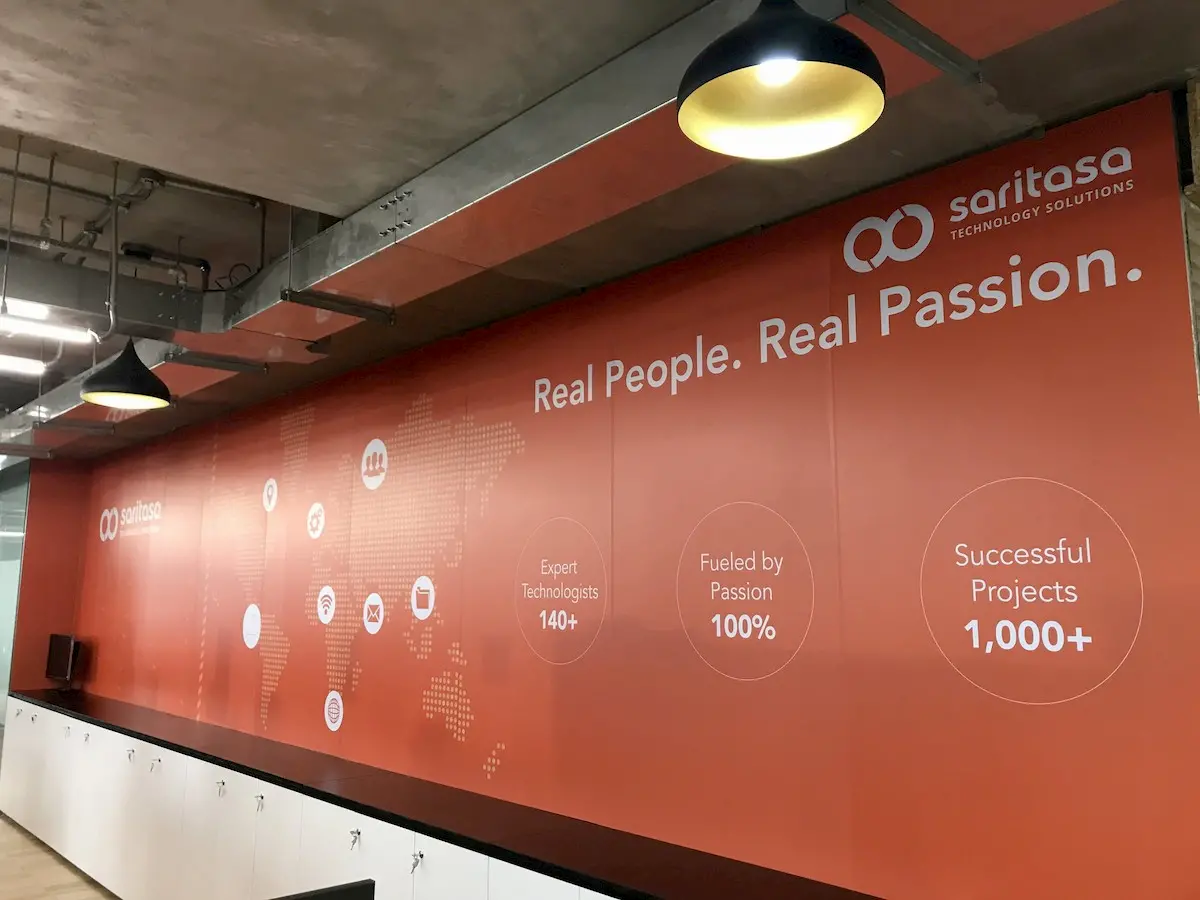 saritasa
TECHNOLOGY SOLUTIONS
Real People. Real Passion.
saritasa
Expert
Technologists
140+
Fueled by
Passion
100%
Successful
Projects
1,000+